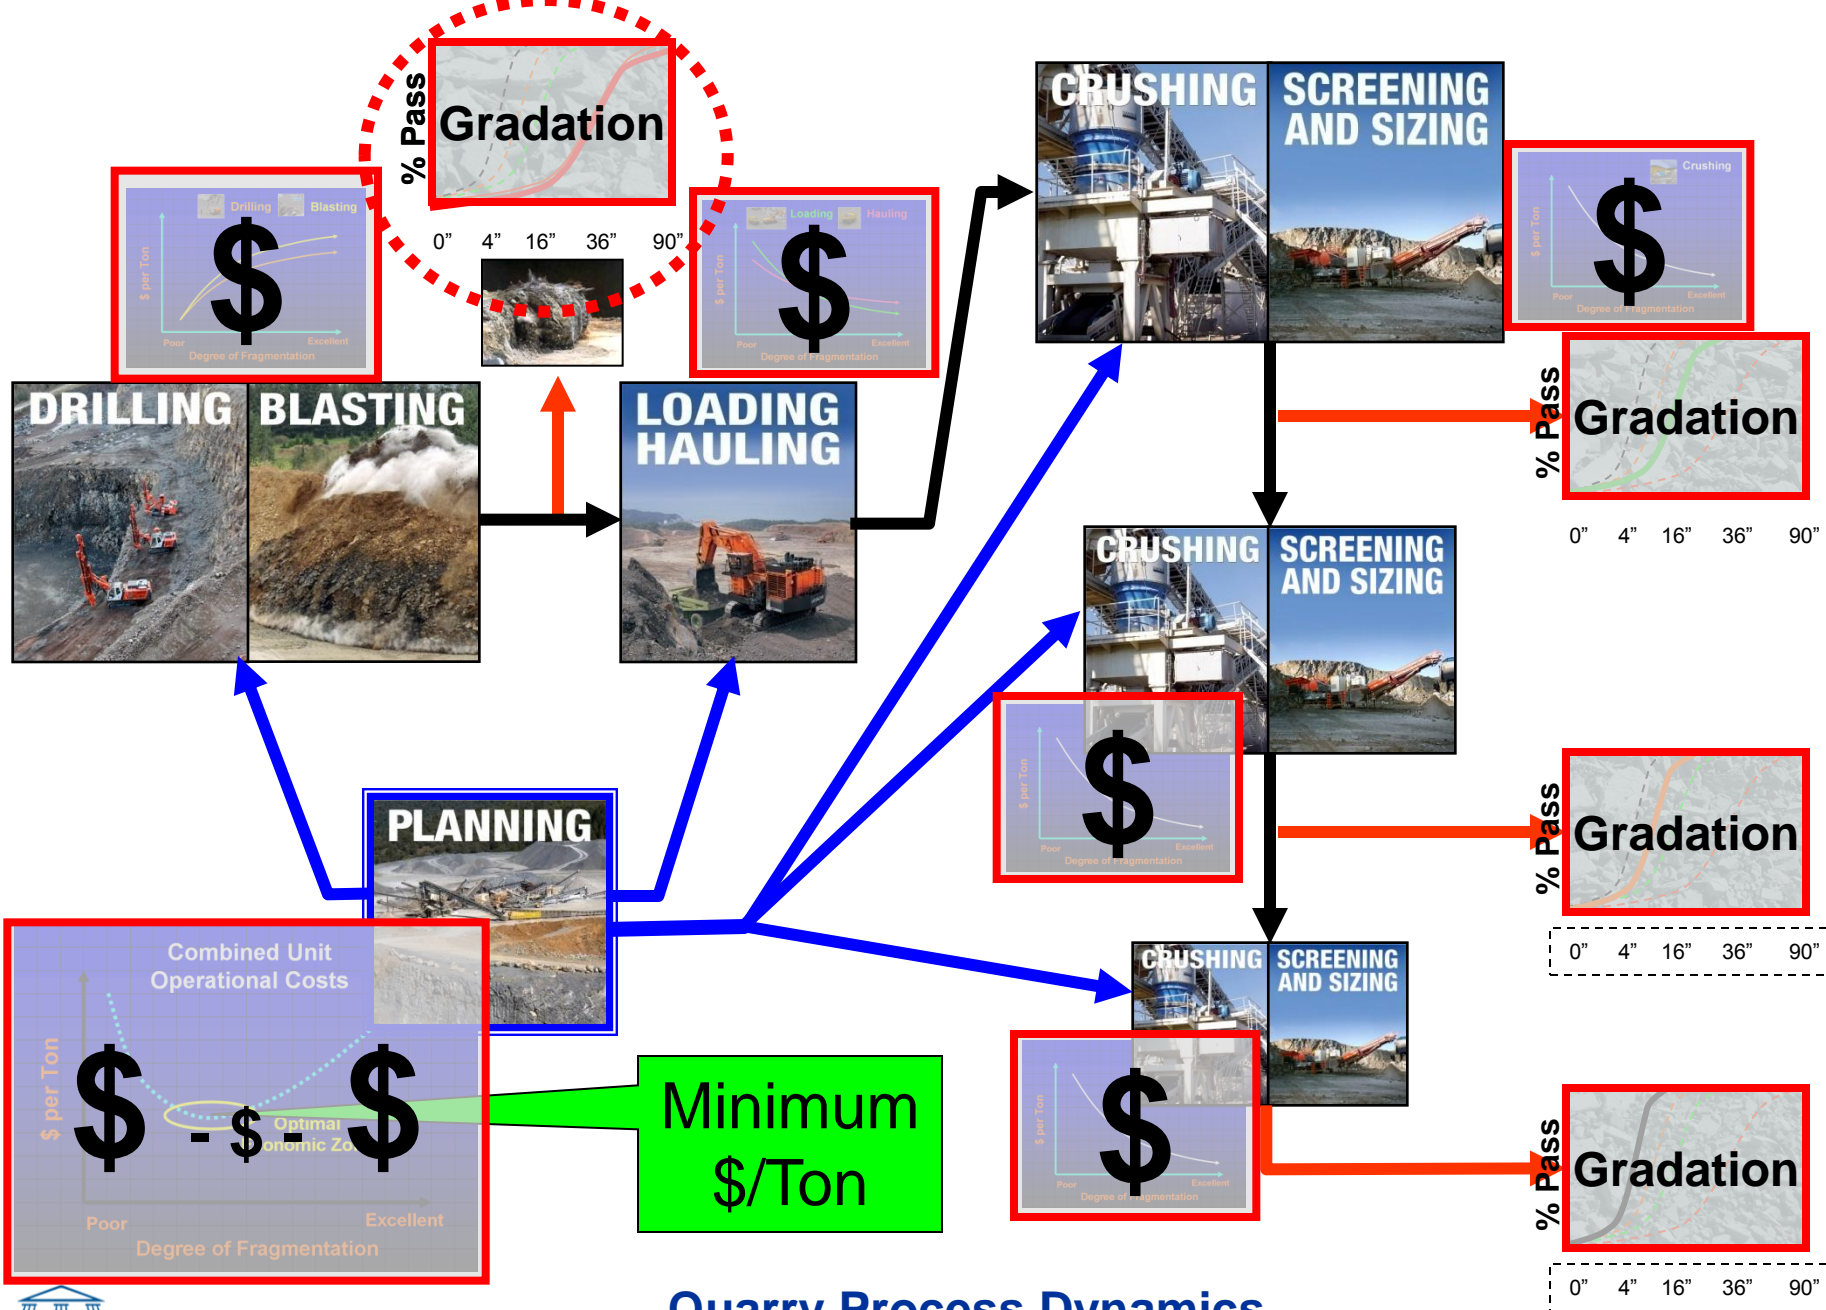 % Pass
Gradation
0” 4” 16” 36” 90”
CRUSHING
SCREENING
AND SIZING
Drilling Blasting
$ per Ton
$
Poor Excellent
Degree of Fragmentation
Loading Hauling
$ per Ton
$
Poor Excellent
Degree of Fragmentation
Crushing
$ per Ton
$
Poor Excellent
Degree of Fragmentation
% Pass
Gradation
0” 4” 16” 36” 90”
DRILLING
BLASTING
LOADING
HAULING
CRUSHING
SCREENING
AND SIZING
$ per Ton
$
Poor Excellent
Degree of Fragmentation
% Pass
Gradation
0” 4” 16” 36” 90”
PLANNING
Combined Unit
Operational Costs
$ per Ton
$ - $ - $
Optimal
onomic Zo
Poor Excellent
Degree of Fragmentation
Minimum
$/Ton
CRUSHING
SCREENING
AND SIZING
$ per Ton
$
Poor Excellent
Degree of Fragmentation
% Pass
Gradation
0” 4” 16” 36” 90”
Quarry Process Dynamics